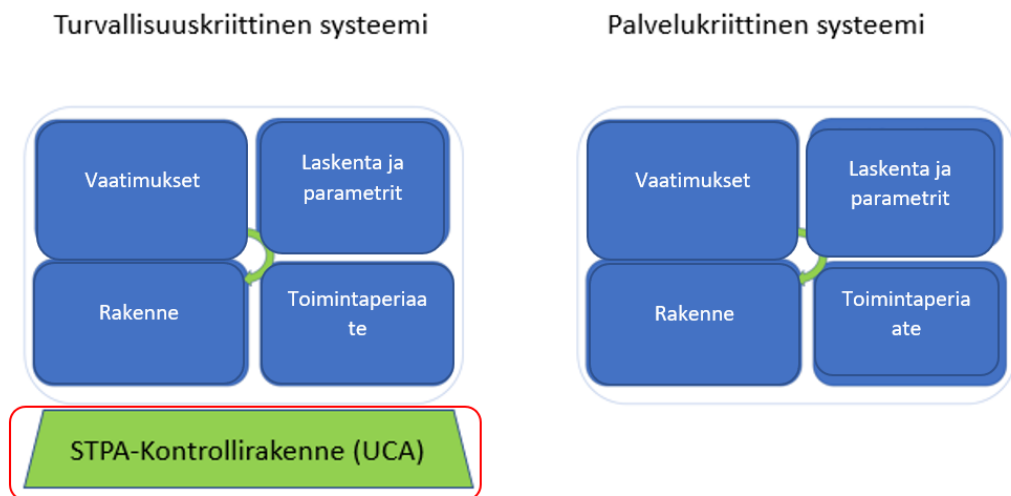 Turvallisuuskriittinen systeemi
Palvelukriittinen systeemi
Vaatimukset
Laskenta ja
parametrit
Rakenne
Toimintaperiaa
te
STPA-Kontrollirakenne (UCA)
Vaatimukset
Laskenta ja
parametrit
Rakenne
Toimintaperia
ate